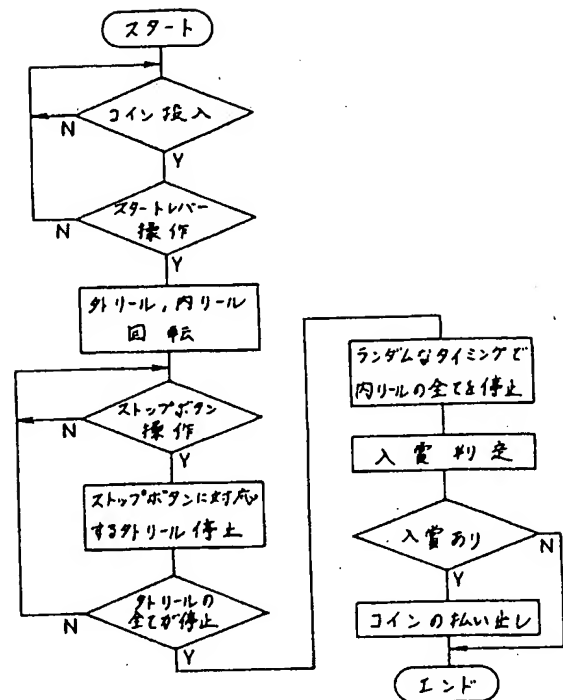 スタート
コイン投入
N
Y
スタートレバー
操作
N
Y
外リール,内リール
回転
ストップボタン
操作
N
Y
ストップボタンに対応
する外リール停止
外リールの
全てが停止
N
Y
ランダムなタイミングで
内リールの全てを停止
入賞判定
入賞あり
N
Y
コインの払い出し
エンド